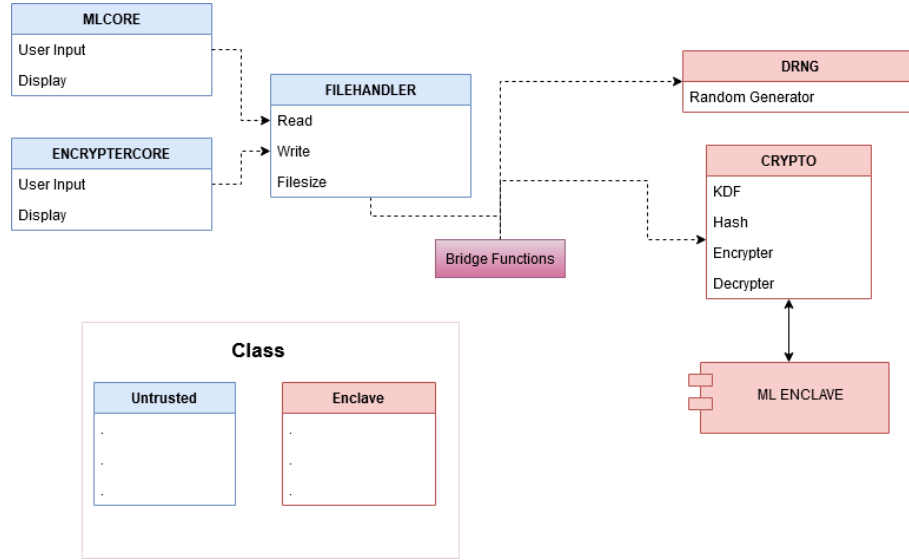 MLCORE
User Input
Display
ENCRYPTERCORE
User Input
Display
FILEHANDLER
Read
Write
Filesize
Bridge Functions
DRNG
Random Generator
CRYPTO
KDF
Hash
Encrypter
Decrypter
ML ENCLAVE
Class
Untrusted
.
.
.
Enclave
.
.
.